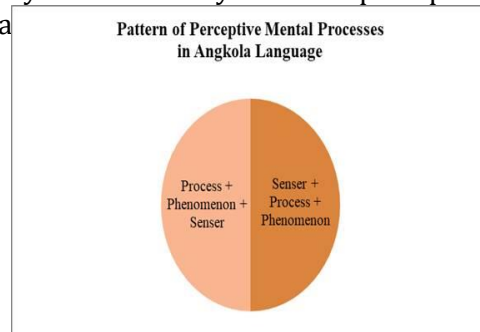 a
Pattern of Perceptive Mental Processes
in Angkola Language
Process +
Phenomenon +
Senser
Senser +
Process +
Phenomenon